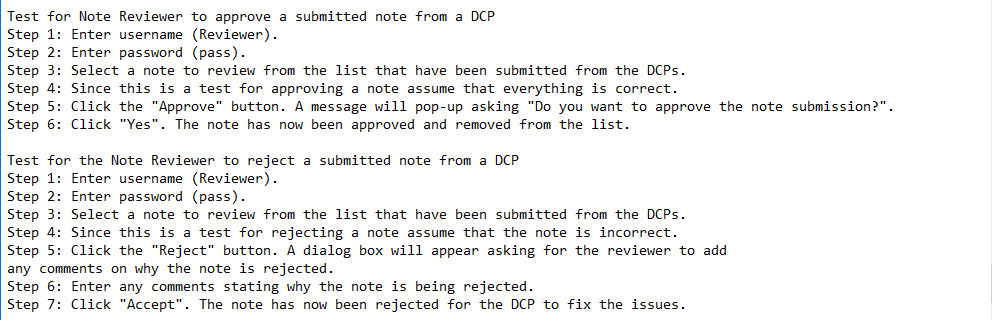 Test for Note Reviewer to approve a submitted note from a DCP
Step 1: Enter username (Reviewer).
Step 2: Enter password (pass).
Step 3: Select a note to review from the list that have been submitted from the DCPs.
Step 4: Since this is a test for approving a note assume that everything is correct.
Step 5: Click the "Approve" button. A message will pop-up asking "Do you want to approve the note submission?".
Step 6: Click "Yes". The note has now been approved and removed from the list.

Test for the Note Reviewer to reject a submitted note from a DCP
Step 1: Enter username (Reviewer).
Step 2: Enter password (pass).
Step 3: Select a note to review from the list that have been submitted from the DCPs.
Step 4: Since this is a test for rejecting a note assume that the note is incorrect.
Step 5: Click the "Reject" button. A dialog box will appear asking for the reviewer to add
any comments on why the note is rejected.
Step 6: Enter any comments stating why the note is being rejected.
Step 7: Click "Accept". The note has now been rejected for the DCP to fix the issues.